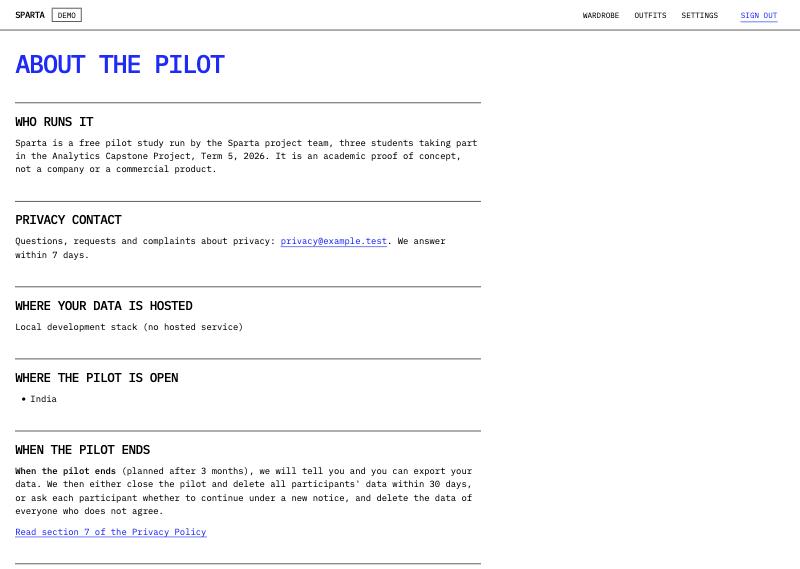 SPARTA DEMO WARDROBE OUTFITS SETTINGS SIGN OUT
ABOUT THE PILOT
WHO RUNS IT
Sparta is a free pilot study run by the Sparta project team, three students taking part
in the Analytics Capstone Project, Term 5, 2026. It is an academic proof of concept,
not a company or a commercial product.
PRIVACY CONTACT
Questions, requests and complaints about privacy: privacy@example.test. We answer
within 7 days.
WHERE YOUR DATA IS HOSTED
Local development stack (no hosted service)
WHERE THE PILOT IS OPEN
• India
WHEN THE PILOT ENDS
When the pilot ends (planned after 3 months), we will tell you and you can export your
data. We then either close the pilot and delete all participants' data within 30 days,
or ask each participant whether to continue under a new notice, and delete the data of
everyone who does not agree.
Read section 7 of the Privacy Policy